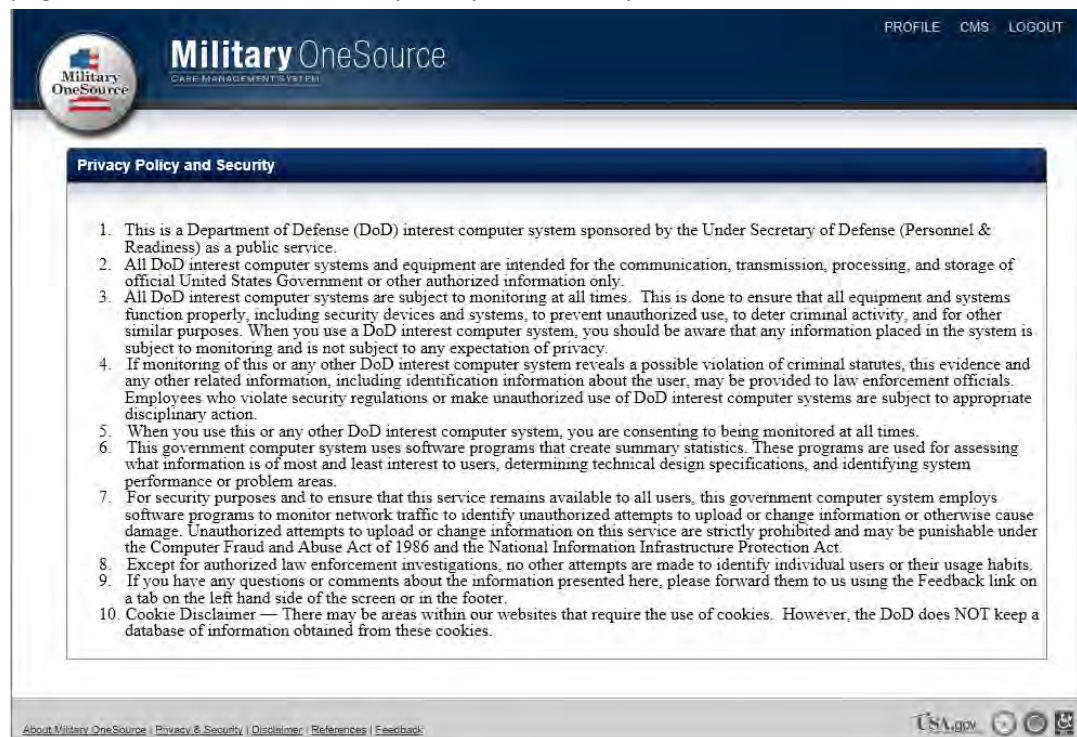 PROFILE CMS LOGOUT
Military OneSource
CASE MANAGEMENT SYSTEM
Military
OneSource
Privacy Policy and Security
1. This is a Department of Defense (DoD) interest computer system sponsored by the Under Secretary of Defense (Personnel &
Readiness) as a public service.
2. All DoD interest computer systems and equipment are intended for the communication, transmission, processing, and storage of
official United States Government or other authorized information only.
3. All DoD interest computer systems are subject to monitoring at all times. This is done to ensure that all equipment and systems
function properly, including security devices and systems, to prevent unauthorized use, to deter criminal activity, and for other
similar purposes. When you use a DoD interest computer system, you should be aware that any information placed in the system is
subject to monitoring and is not subject to any expectation of privacy.
4. If monitoring of this or any other DoD interest computer system reveals a possible violation of criminal statutes, this evidence and
any other related information, including identification information about the user, may be provided to law enforcement officials.
Employees who violate security regulations or make unauthorized use of DoD interest computer systems are subject to appropriate
disciplinary action.
5. When you use this or any other DoD interest computer system, you are consenting to being monitored at all times.
6. This government computer system uses software programs that create summary statistics. These programs are used for assessing
what information is of most and least interest to users, determining technical design specifications, and identifying system
performance or problem areas.
7. For security purposes and to ensure that this service remains available to all users, this government computer system employs
software programs to monitor network traffic to identify unauthorized attempts to upload or change information or otherwise cause
damage. Unauthorized attempts to upload or change information on this service are strictly prohibited and may be punishable under
the Computer Fraud and Abuse Act of 1986 and the National Information Infrastructure Protection Act.
8. Except for authorized law enforcement investigations, no other attempts are made to identify individual users or their usage habits.
9. If you have any questions or comments about the information presented here, please forward them to us using the Feedback link on
a tab on the left hand side of the screen or in the footer.
10. Cookie Disclaimer — There may be areas within our websites that require the use of cookies. However, the DoD does NOT keep a
database of information obtained from these cookies.
About Military OneSource | Privacy & Security | Disclaimer | References | Feedback
USA.gov